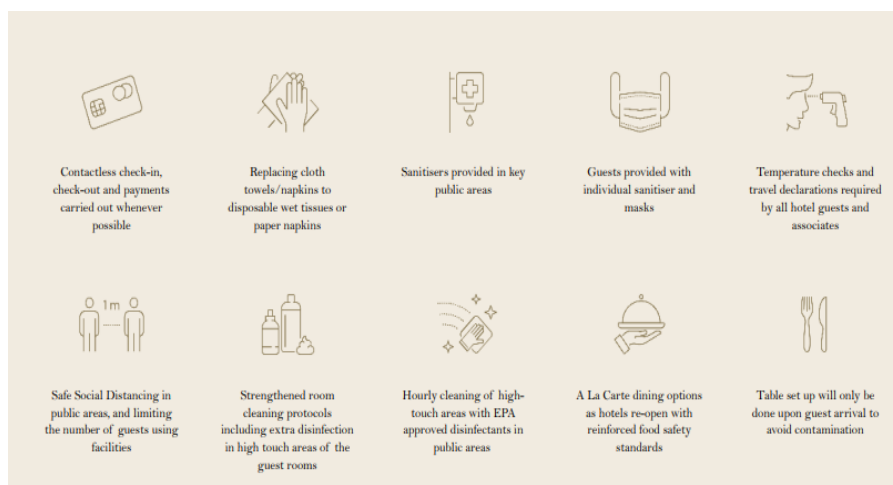 Contactless check-in,
check-out and payments
carried out whenever
possible
Replacing cloth
towels/napkins to
disposable wet tissues or
paper napkins
Sanitisers provided in key
public areas
Guests provided with
individual sanitiser and
masks
Temperature checks and
travel declarations required
by all hotel guests and
associates
1m
Safe Social Distancing in
public areas, and limiting
the number of guests using
facilities
Strengthened room
cleaning protocols
including extra disinfection
in high touch areas of the
guest rooms
Hourly cleaning of high-
touch areas with EPA
approved disinfectants in
public areas
A La Carte dining options
as hotels re-open with
reinforced food safety
standards
Table set up will only be
done upon guest arrival to
avoid contamination